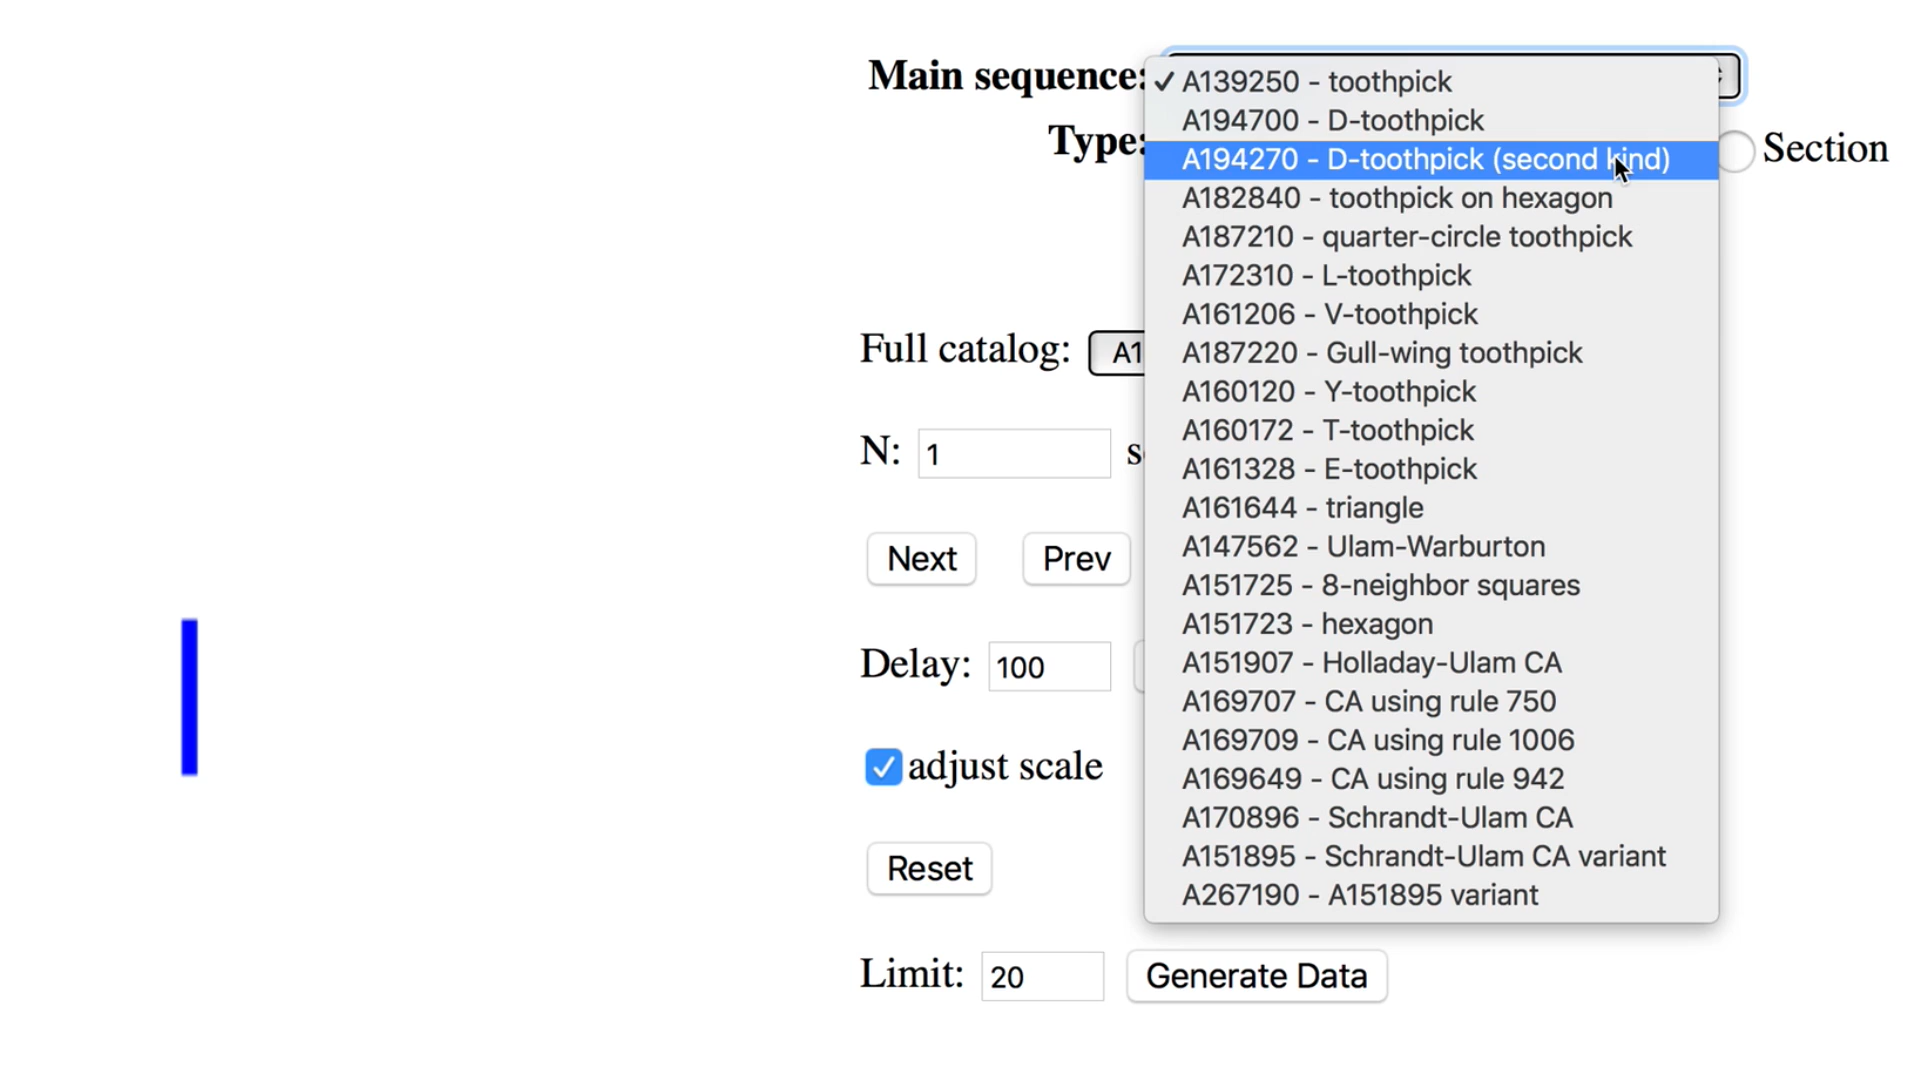 Main sequence:
✓ A139250 - toothpick
A194700 - D-toothpick
Type:
A194270 - D-toothpick (second kind)
Section
A182840 - toothpick on hexagon
A187210 - quarter-circle toothpick
A172310 - L-toothpick
A161206 - V-toothpick
Full catalog: A1
A187220 - Gull-wing toothpick
A160120 - Y-toothpick
A160172 - T-toothpick
N: 1
A161328 - E-toothpick
A161644 - triangle
Next Prev
A147562 - Ulam-Warburton
A151725 - 8-neighbor squares
A151723 - hexagon
Delay: 100
A151907 - Holladay-Ulam CA
A169707 - CA using rule 750
A169709 - CA using rule 1006
adjust scale
A169649 - CA using rule 942
A170896 - Schrandt-Ulam CA
A151895 - Schrandt-Ulam CA variant
Reset
A267190 - A151895 variant
Limit: 20 Generate Data